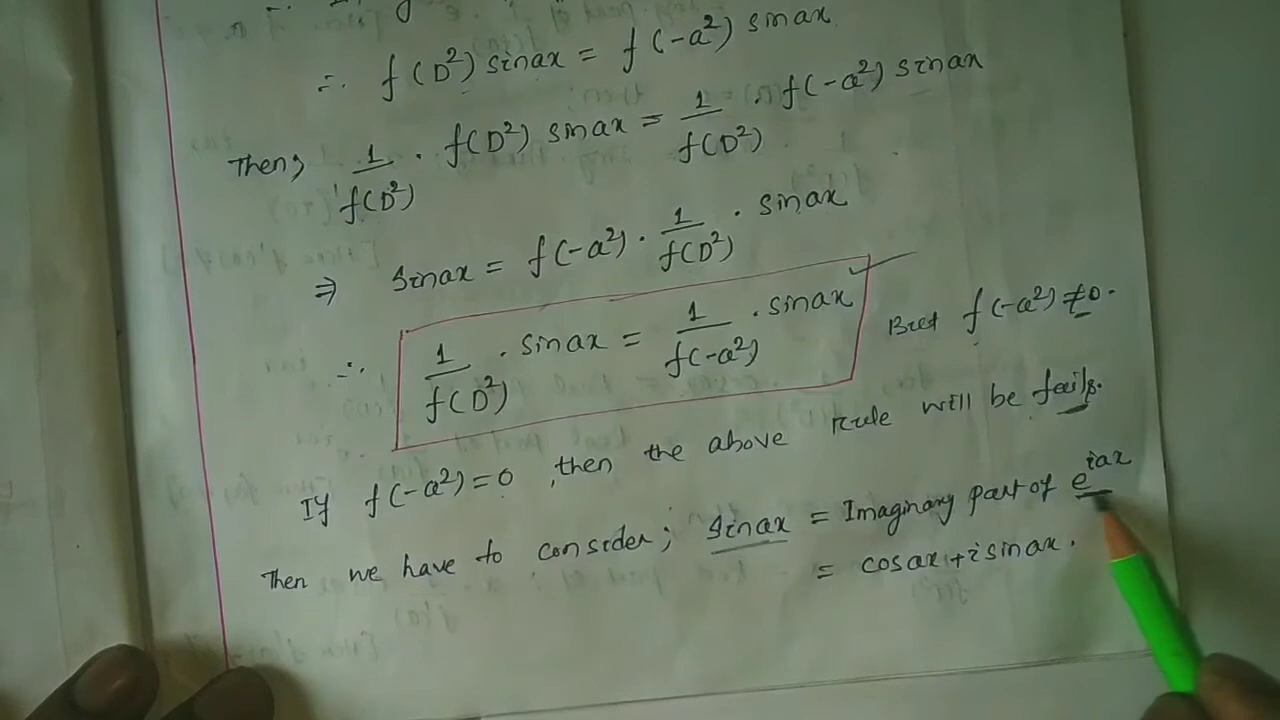 ∴ f(D²) sinax = f(-a²) sinax
Then; 1/f(D²) · f(D²) sinax = 1/f(D²) · f(-a²) sinax
⇒ sinax = f(-a²) · 1/f(D²) · sinax
∴ 1/f(D²) · sinax = 1/f(-a²) · sinax But f(-a²) ≠ 0.
If f(-a²) = 0, then the above rule will be fails.
Then we have to consider; sinax = Imaginary part of e^{iax}
= cosax + i sinax.